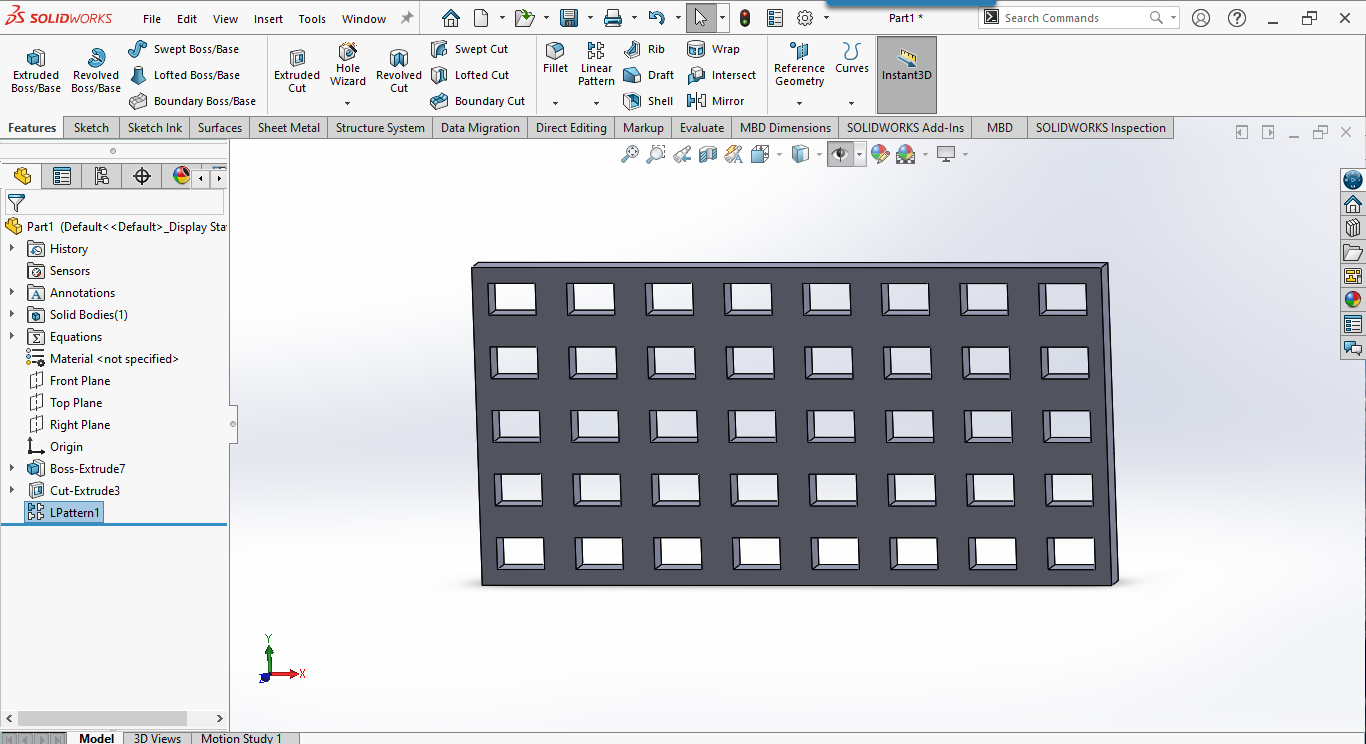 SOLIDWORKS File Edit View Insert Tools Window Part1 * Search Commands
Extruded Boss/Base
Revolved Boss/Base
Swept Boss/Base
Lofted Boss/Base
Boundary Boss/Base
Extruded Cut
Hole Wizard
Revolved Cut
Swept Cut
Lofted Cut
Boundary Cut
Fillet
Linear Pattern
Rib
Draft
Shell
Wrap
Intersect
Mirror
Reference Geometry
Curves
Instant3D
Features Sketch Sketch Ink Surfaces Sheet Metal Structure System Data Migration Direct Editing Markup Evaluate MBD Dimensions SOLIDWORKS Add-Ins MBD SOLIDWORKS Inspection
Part1 (Default<<Default>_Display Sta
History
Sensors
Annotations
Solid Bodies(1)
Equations
Material <not specified>
Front Plane
Top Plane
Right Plane
Origin
Boss-Extrude7
Cut-Extrude3
LPattern1
Y
X
Z
Model 3D Views Motion Study 1